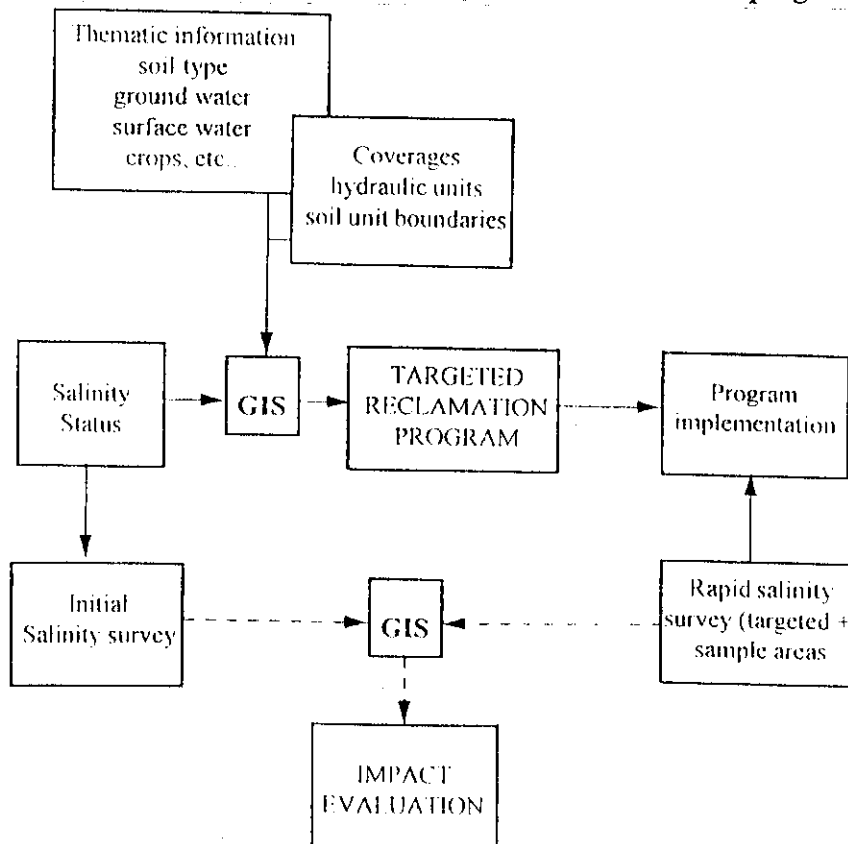 Thematic information
soil type
ground water
surface water
crops, etc..
Coverages
hydraulic units
soil unit boundaries
Salinity
Status
GIS
TARGETED
RECLAMATION
PROGRAM
Program
implementation
Initial
Salinity survey
GIS
Rapid salinity
survey (targeted +
sample areas
IMPACT
EVALUATION